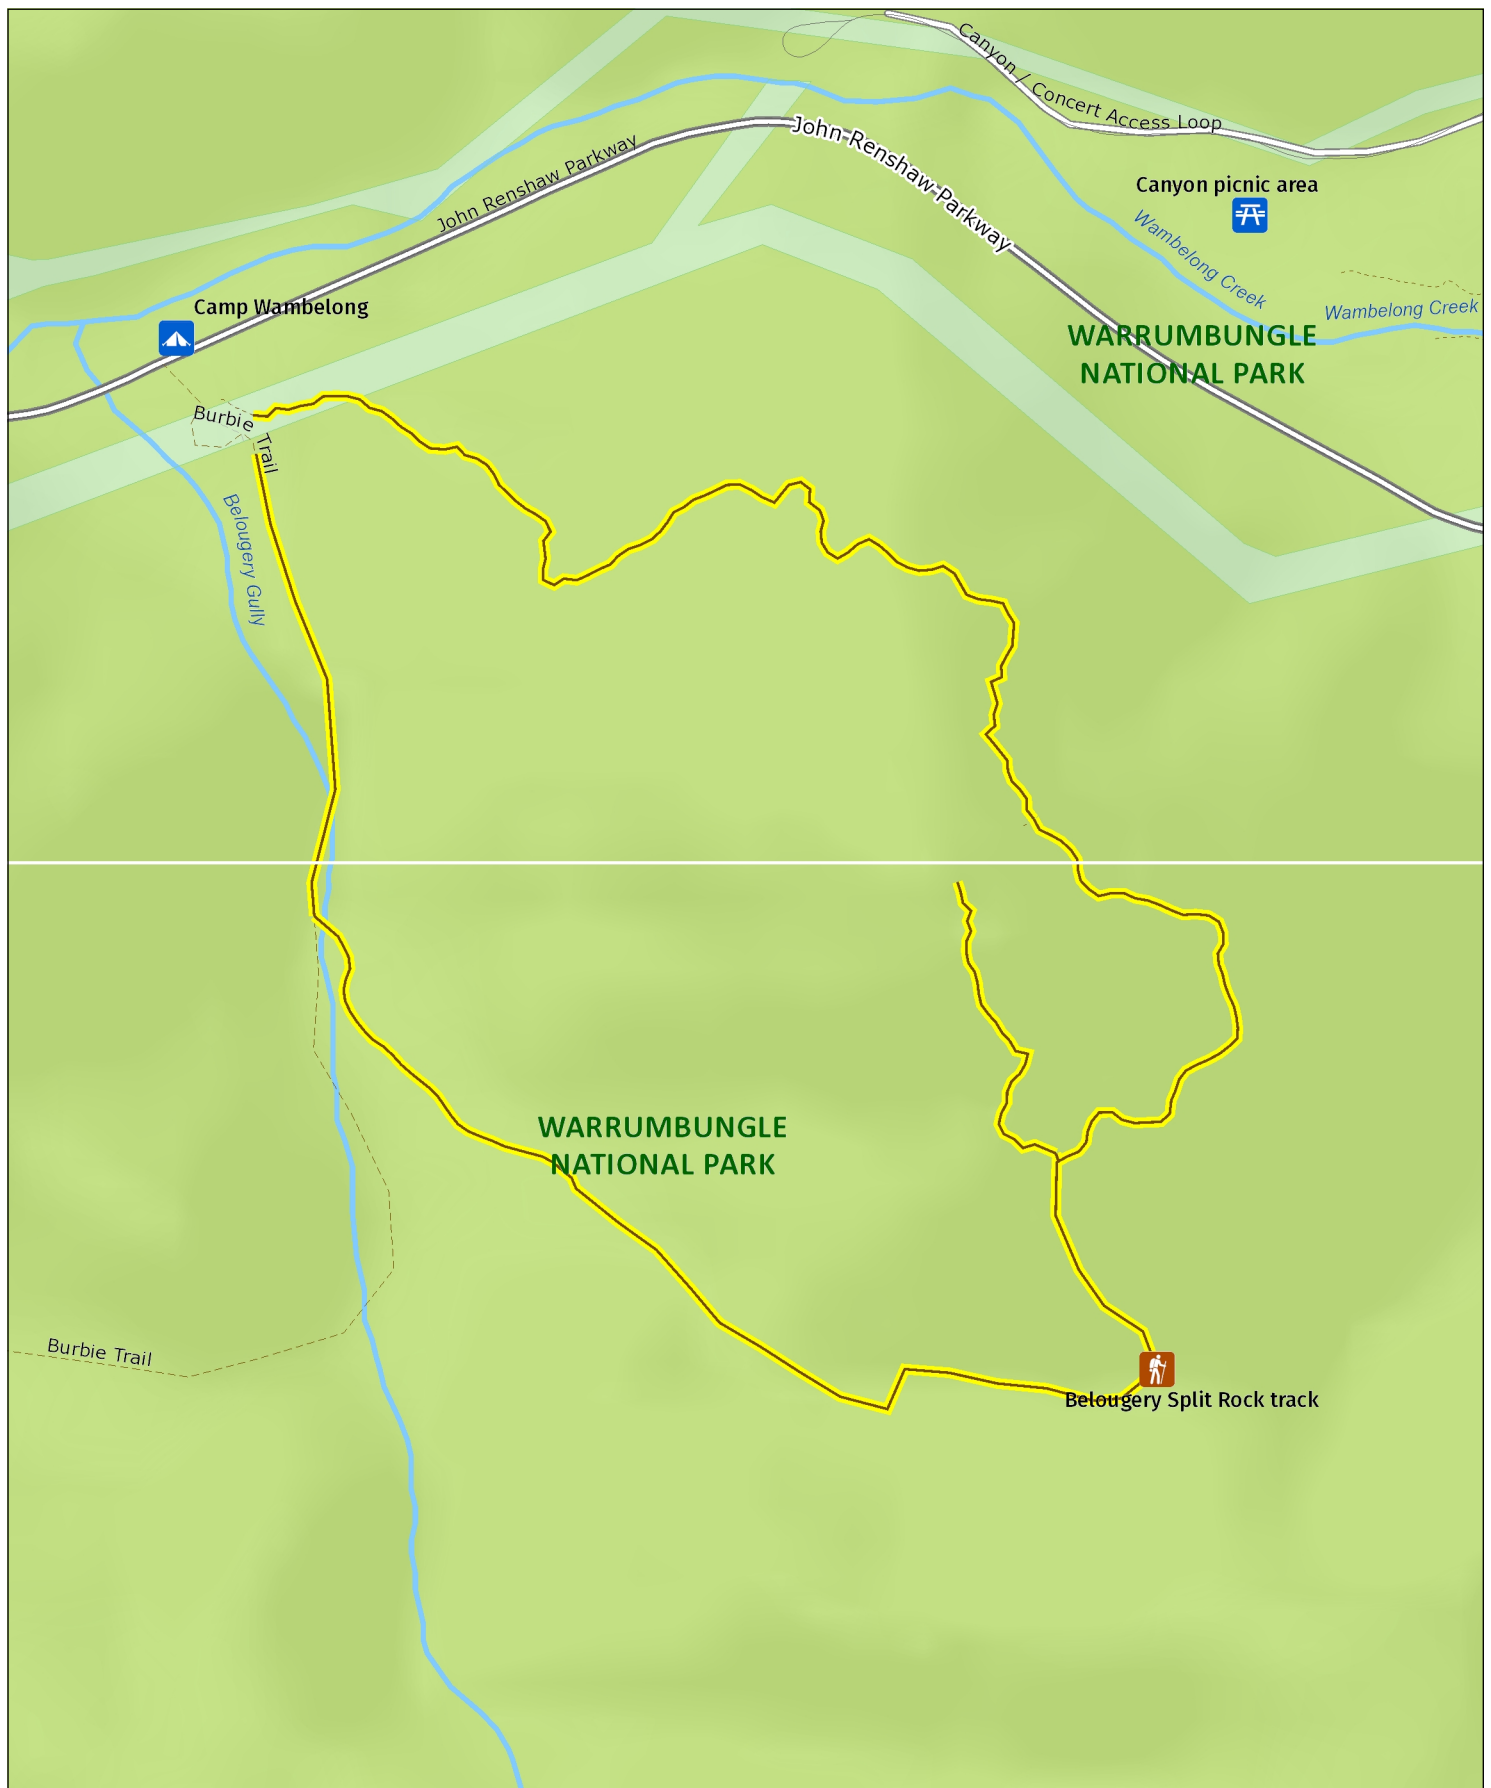 Canyon / Concert Access Loop
John Renshaw Parkway
John Renshaw Parkway
Canyon picnic area
Wambelong Creek
Wambelong Creek
Camp Wambelong
WARRUMBUNGLE
NATIONAL PARK
Burbie Trail
Belougery Gully
WARRUMBUNGLE
NATIONAL PARK
Burbie Trail
Belougery Split Rock track